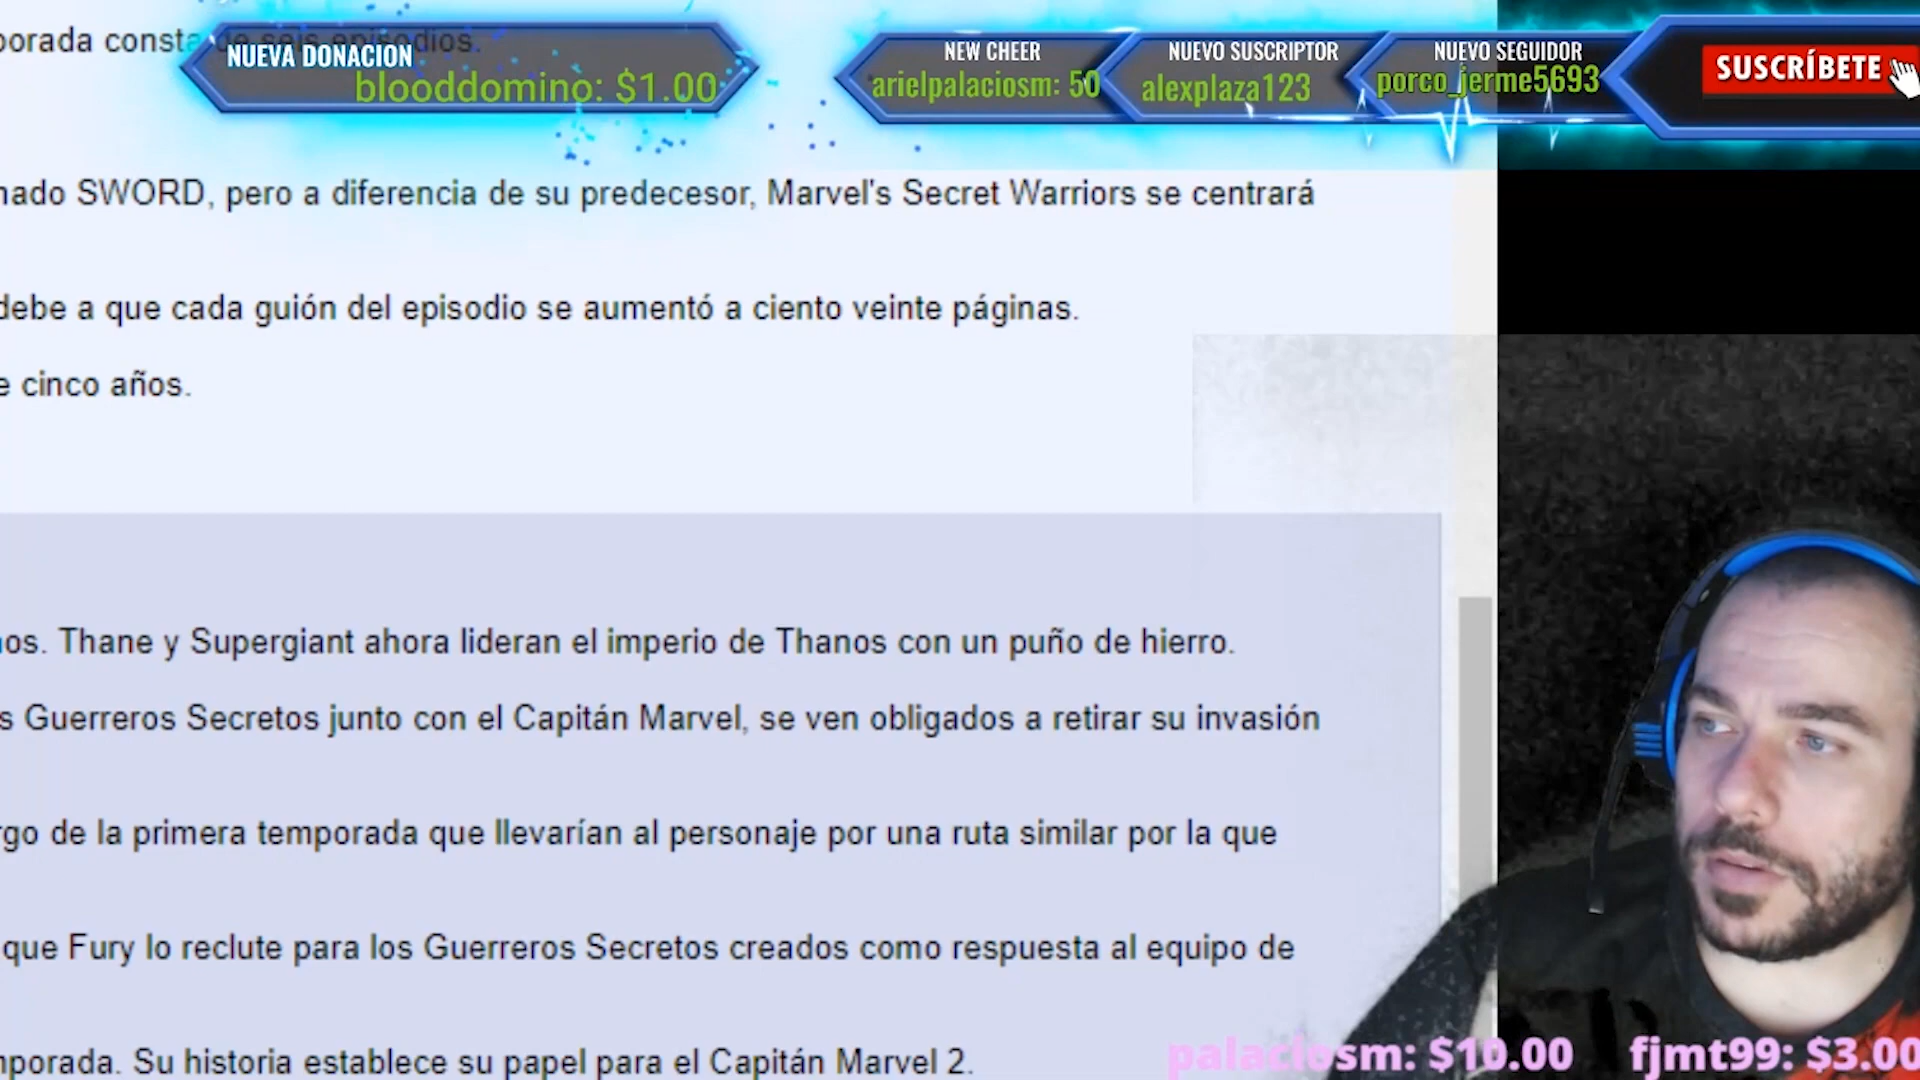 NUEVA DONACION
blooddomino: $1.00
NEW CHEER
arielpalaciosm: 50
NUEVO SUSCRIPTOR
alexplaza123
NUEVO SEGUIDOR
porco_jerme5693
SUSCRÍBETE
porada consta de seis episodios.
nado SWORD, pero a diferencia de su predecesor, Marvel's Secret Warriors se centrará
debe a que cada guión del episodio se aumentó a ciento veinte páginas.
e cinco años.
nos. Thane y Supergiant ahora lideran el imperio de Thanos con un puño de hierro.
s Guerreros Secretos junto con el Capitán Marvel, se ven obligados a retirar su invasión
rgo de la primera temporada que llevarían al personaje por una ruta similar por la que
que Fury lo reclute para los Guerreros Secretos creados como respuesta al equipo de
mporada. Su historia establece su papel para el Capitán Marvel 2.
palaciosm: $10.00
fjmt99: $3.00